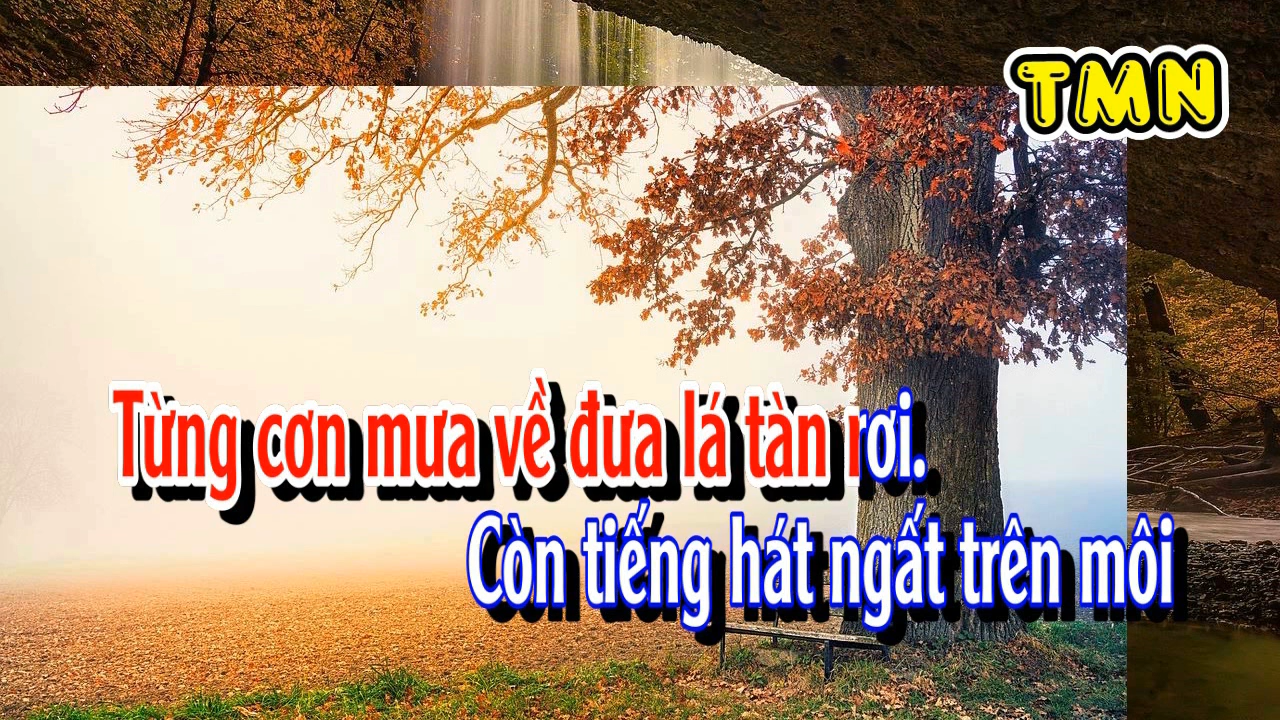 TMN
Từng cơn mưa về đưa lá tàn rơi.
Còn tiếng hát ngất trên môi